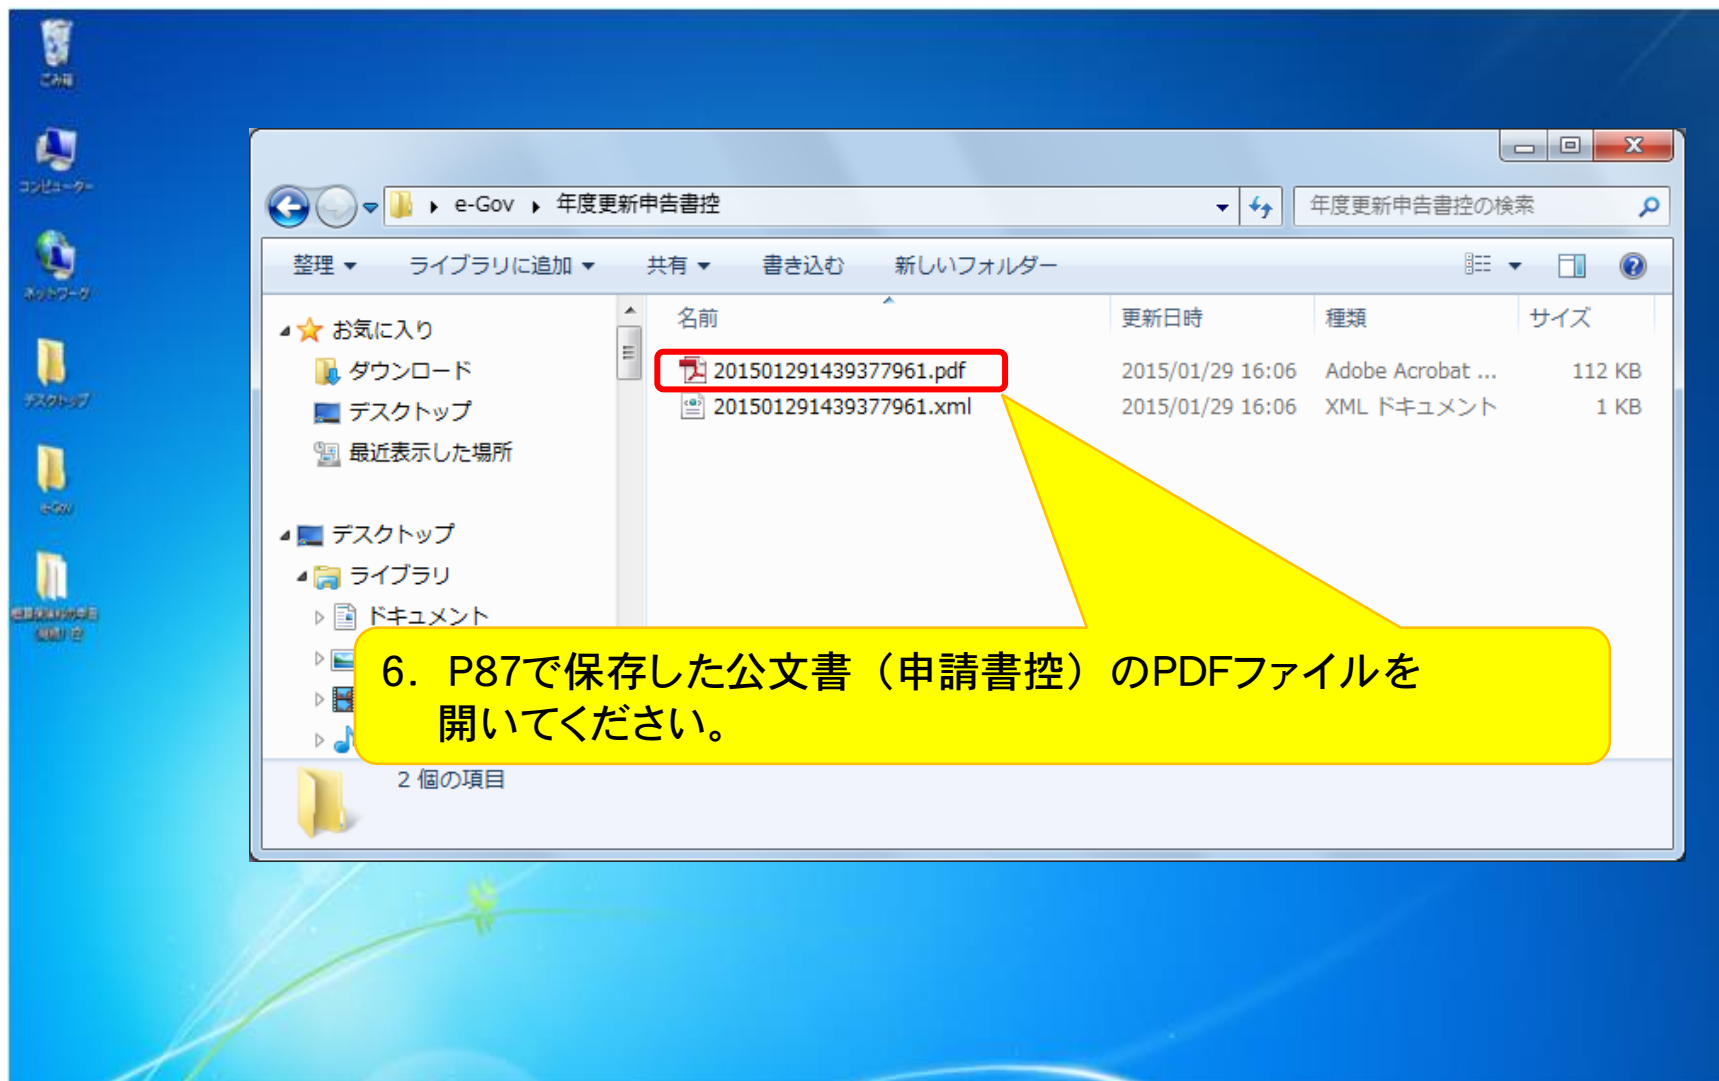 ごみ箱
コンピューター
ネットワーク
デスクトップ
e-Gov
e-Gov 年度更新申告書控
年度更新申告書控の検索
整理 ライブラリに追加 共有 書き込む 新しいフォルダー
お気に入り
ダウンロード
デスクトップ
最近表示した場所
デスクトップ
ライブラリ
ドキュメント
名前 更新日時 種類 サイズ
201501291439377961.pdf 2015/01/29 16:06 Adobe Acrobat ... 112 KB
201501291439377961.xml 2015/01/29 16:06 XML ドキュメント 1 KB
6．P87で保存した公文書（申請書控）のPDFファイルを
開いてください。
2 個の項目